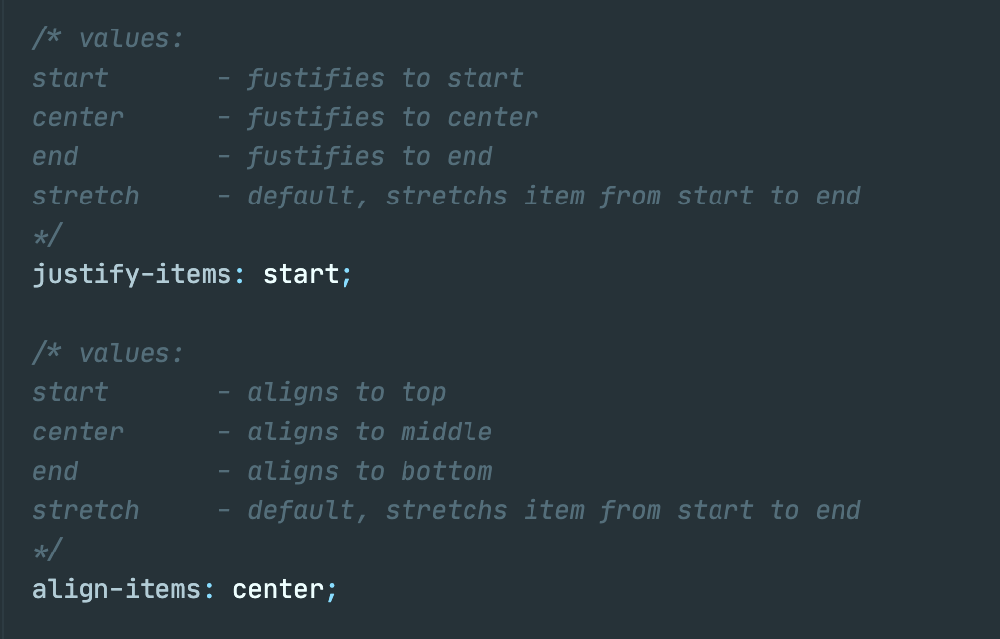 /* values:
start       - fustifies to start
center      - fustifies to center
end         - fustifies to end
stretch     - default, stretchs item from start to end
*/
justify-items: start;
/* values:
start       - aligns to top
center      - aligns to middle
end         - aligns to bottom
stretch     - default, stretchs item from start to end
*/
align-items: center;